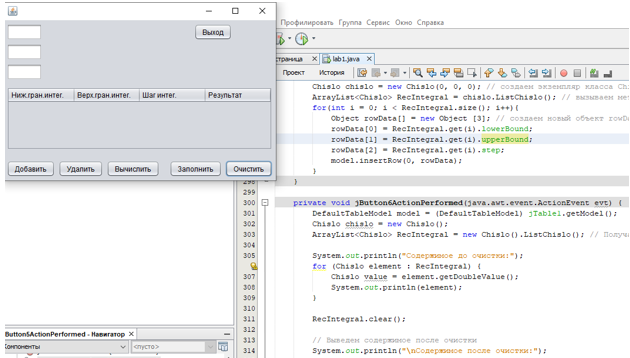 Выход
Ниж.гран.интег. Верх.гран.интег. Шаг интег. Результат
Добавить Удалить Вычислить Заполнить Очистить
Button5ActionPerformed - Навигатор
Компоненты <пусто>
Профилировать Группа Сервис Окно Справка
страница lab1.java
Проект История
Chislo chislo = new Chislo(0, 0, 0); // создаем экземпляр класса Chi
ArrayList<Chislo> RecIntegral = chislo.ListChislo(); // вызываем ме
for(int i = 0; i < RecIntegral.size(); i++){
Object rowData[] = new Object [3]; // создаем новый объект rowDa
rowData[0] = RecIntegral.get(i).lowerBound;
rowData[1] = RecIntegral.get(i).upperBound;
rowData[2] = RecIntegral.get(i).step;
model.insertRow(0, rowData);
}
298 }
299
300 private void jButton6ActionPerformed(java.awt.event.ActionEvent evt) {
301 DefaultTableModel model = (DefaultTableModel) jTable1.getModel();
302 Chislo chislo = new Chislo();
303 ArrayList<Chislo> RecIntegral = new Chislo().ListChislo(); // Получа
304
305 System.out.println("Содержимое до очистки:");
for (Chislo element : RecIntegral) {
307 Chislo value = element.getDoubleValue();
308 System.out.println(element);
309 }
310
311 RecIntegral.clear();
312
313 // Выведем содержимое после очистки
314 System.out.println("\nСодержимое после очистки:");